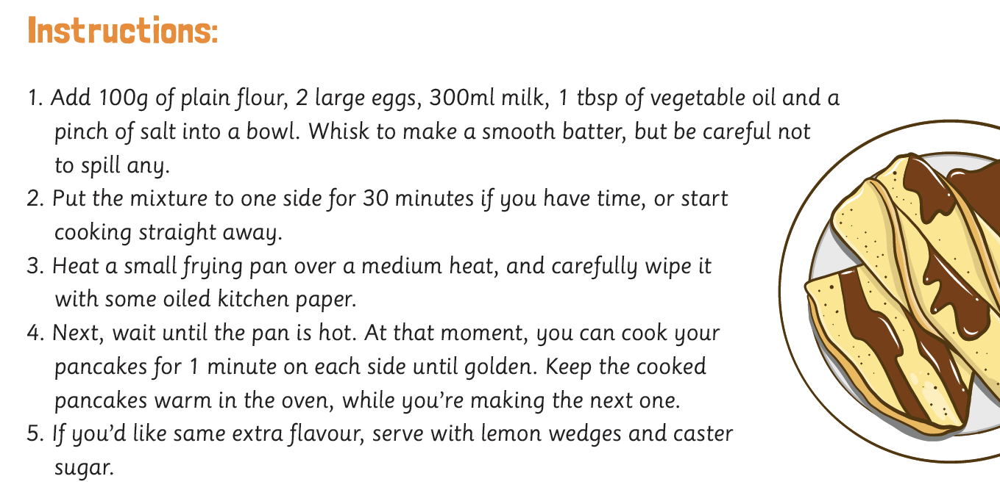 Instructions:
1. Add 100g of plain flour, 2 large eggs, 300ml milk, 1 tbsp of vegetable oil and a
pinch of salt into a bowl. Whisk to make a smooth batter, but be careful not
to spill any.
2. Put the mixture to one side for 30 minutes if you have time, or start
cooking straight away.
3. Heat a small frying pan over a medium heat, and carefully wipe it
with some oiled kitchen paper.
4. Next, wait until the pan is hot. At that moment, you can cook your
pancakes for 1 minute on each side until golden. Keep the cooked
pancakes warm in the oven, while you’re making the next one.
5. If you’d like same extra flavour, serve with lemon wedges and caster
sugar.